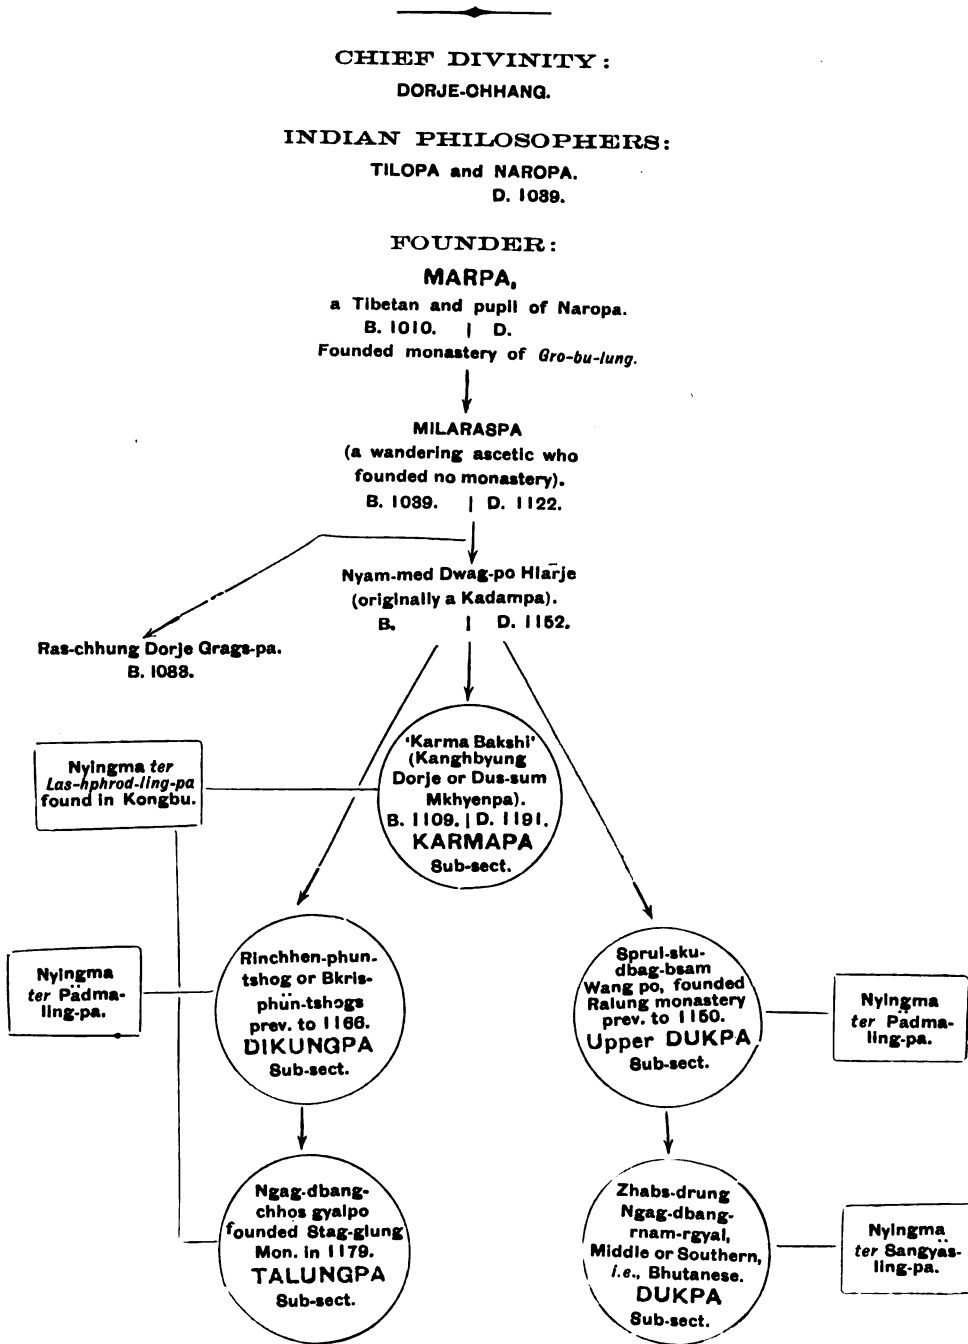 CHIEF DIVINITY:
DORJE-CHHANG.
INDIAN PHILOSOPHERS:
TILOPA and NAROPA.
D. 1039.
FOUNDER:
MARPA,
a Tibetan and pupil of Naropa.
B. 1010. | D.
Founded monastery of Gro-bu-lung.
MILARASPA
(a wandering ascetic who
founded no monastery).
B. 1039. | D. 1122.
Nyam-med Dwag-po Hlarje
(originally a Kadampa).
B. | D. 1152.
Ras-chhung Dorje Grags-pa.
B. 1083.
'Karma Bakshi'
(Kanghbyung
Dorje or Dus-sum
Mkhyenpa).
B. 1109. | D. 1191.
KARMAPA
Sub-sect.
Nyingma ter
Las-hphrod-ling-pa
found in Kongbu.
Nyingma
ter Pädma-
ling-pa.
Rinchhen-phun-
tshog or Bkris-
phün-tshogs
prev. to 1166.
DIKUNGPA
Sub-sect.
Sprul-sku-
dbag-bsam
Wang po, founded
Ralung monastery
prev. to 1150.
Upper DUKPA
Sub-sect.
Nyingma
ter Pädma-
ling-pa.
Ngag-dbang-
chhos gyalpo
founded Stag-glung
Mon. in 1179.
TALUNGPA
Sub-sect.
Zhabs-drung
Ngag-dbang-
rnam-rgyal,
Middle or Southern,
i.e., Bhutanese.
DUKPA
Sub-sect.
Nyingma
ter Sangyäs-
ling-pa.